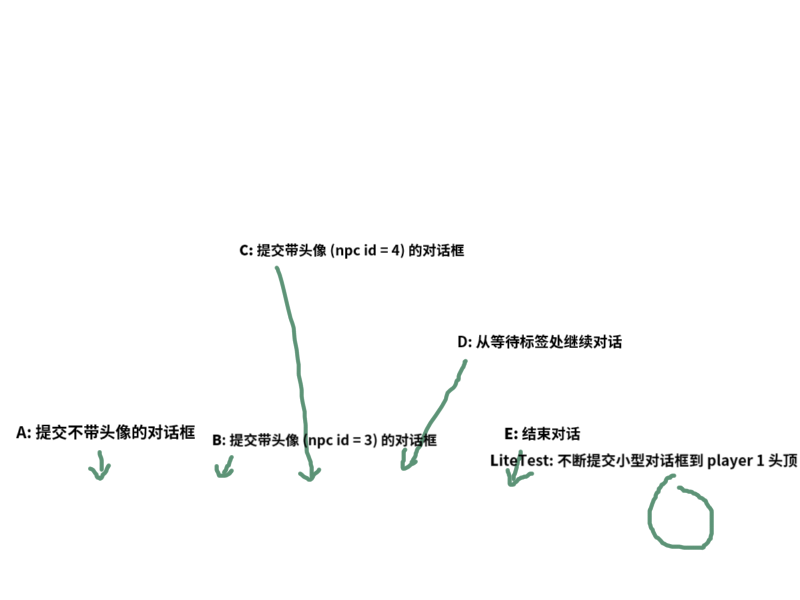 C: 提交带头像 (npc id = 4) 的对话框
D: 从等待标签处继续对话
A: 提交不带头像的对话框
B: 提交带头像 (npc id = 3) 的对话框
E: 结束对话
LiteTest: 不断提交小型对话框到 player 1 头顶